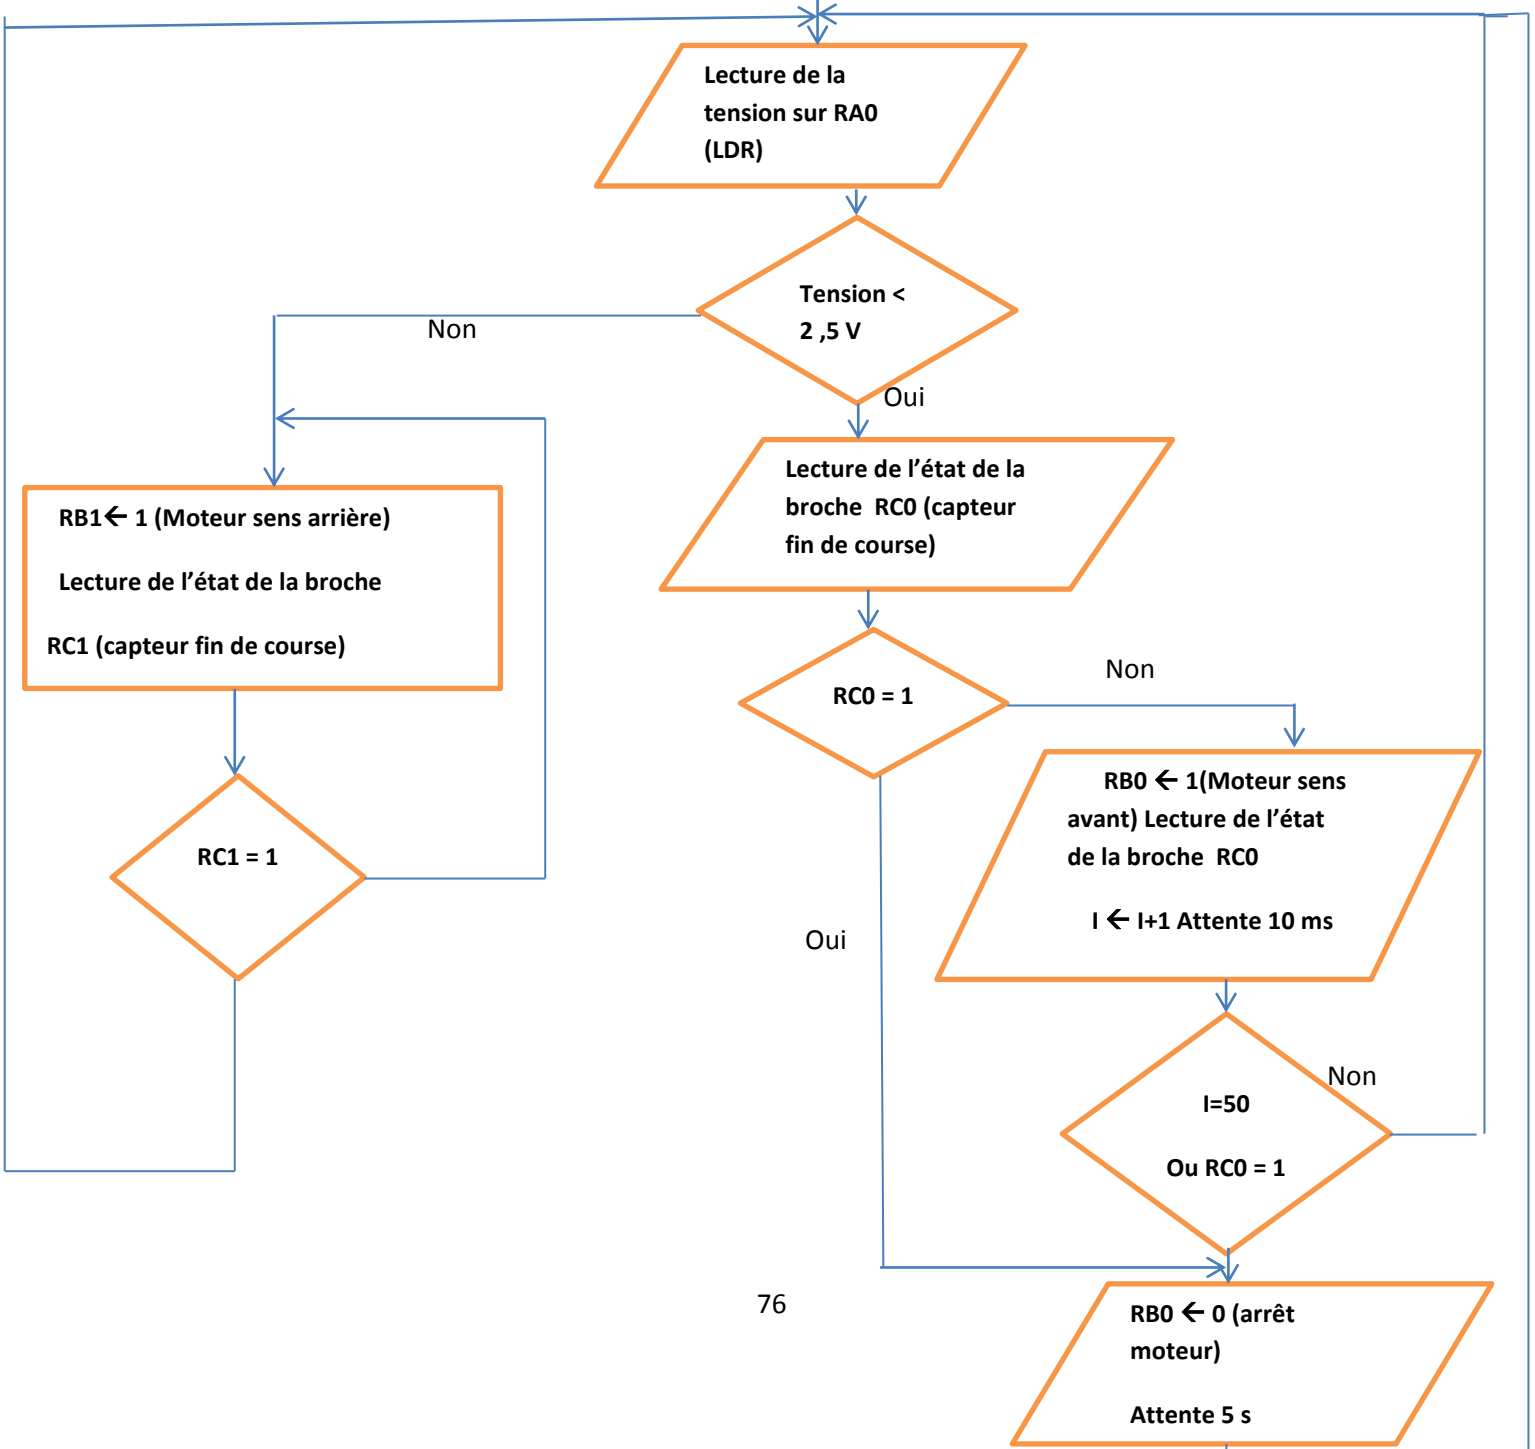 Lecture de la
tension sur RA0
(LDR)
Tension <
2 ,5 V
Non
Oui
Lecture de l’état de la
broche RC0 (capteur
fin de course)
RB1← 1 (Moteur sens arrière)
Lecture de l’état de la broche
RC1 (capteur fin de course)
RC0 = 1
Non
RC1 = 1
RB0 ← 1(Moteur sens
avant) Lecture de l’état
de la broche RC0
I ← I+1 Attente 10 ms
Oui
Non
I=50
Ou RC0 = 1
76
RB0 ← 0 (arrêt
moteur)
Attente 5 s